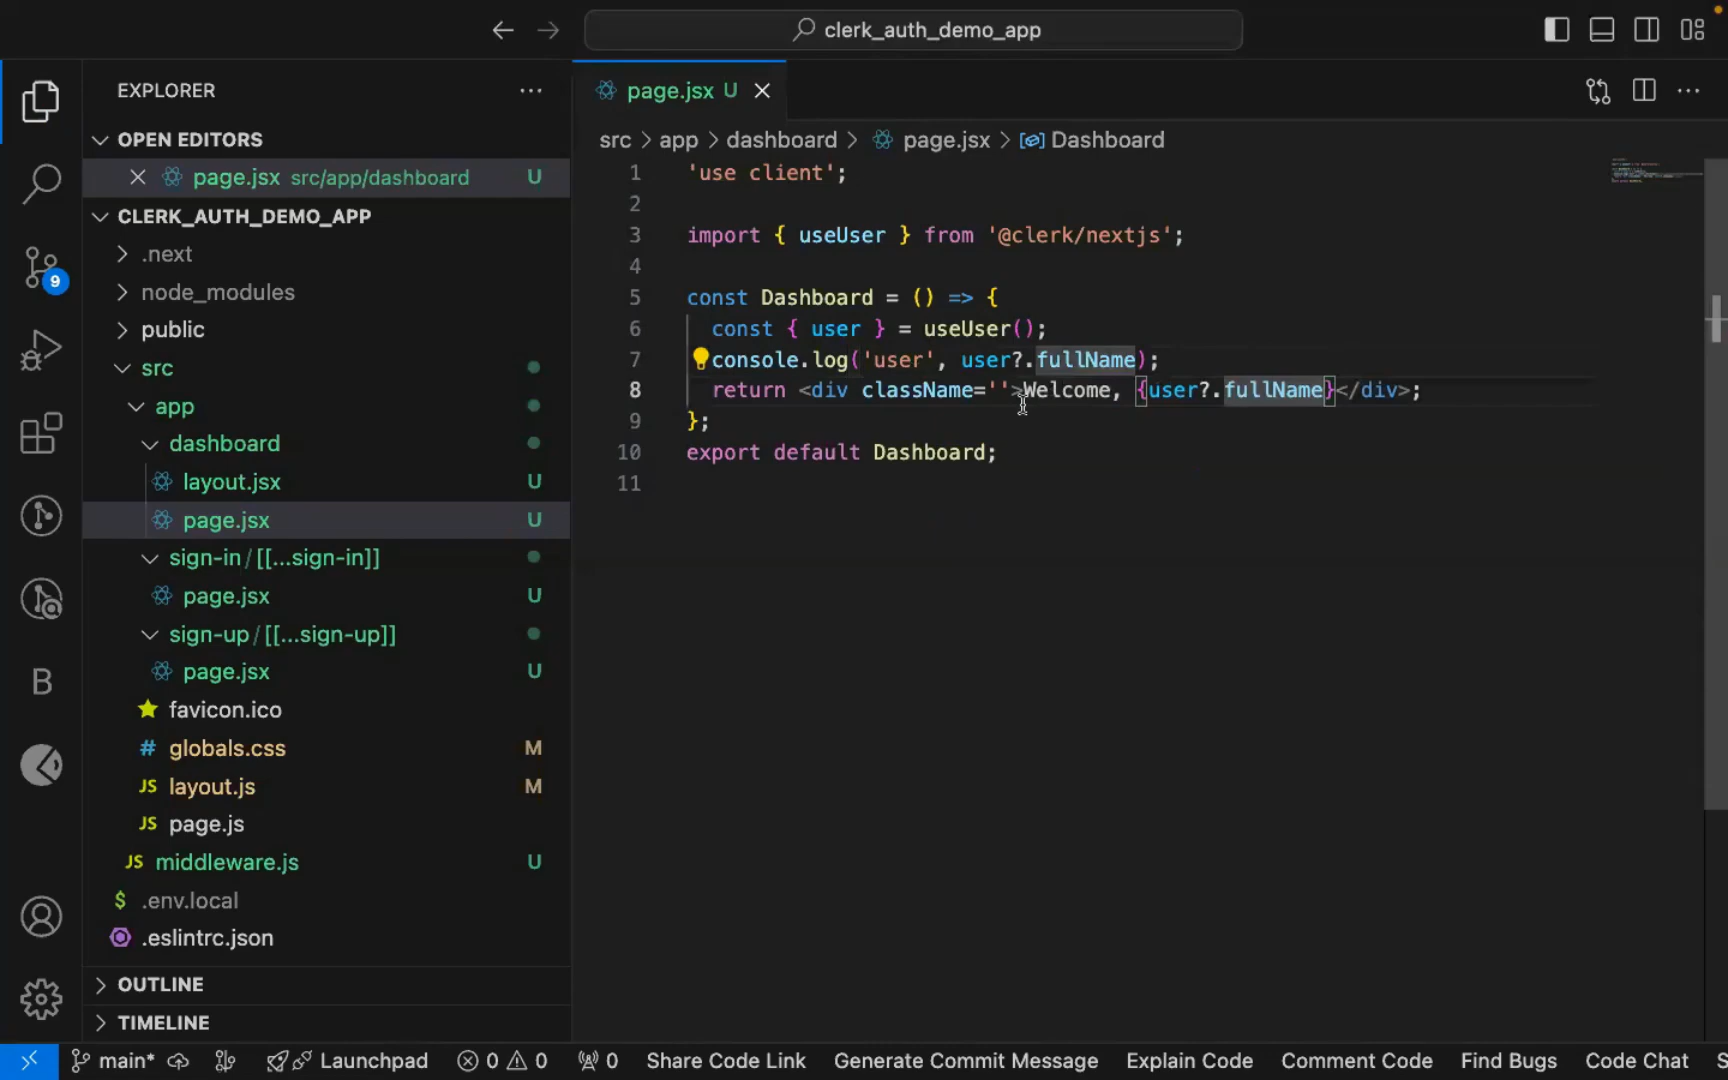 clerk_auth_demo_app
EXPLORER
OPEN EDITORS
page.jsx src/app/dashboard U
CLERK_AUTH_DEMO_APP
.next
node_modules
public
src
app
dashboard
layout.jsx U
page.jsx U
sign-in/[[...sign-in]]
page.jsx U
sign-up/[[...sign-up]]
page.jsx U
favicon.ico
# globals.css M
JS layout.js M
JS page.js
JS middleware.js U
$ .env.local
.eslintrc.json
OUTLINE
TIMELINE
9
B
page.jsx U
src > app > dashboard > page.jsx > Dashboard
1 'use client';
2
3 import { useUser } from '@clerk/nextjs';
4
5 const Dashboard = () => {
6 const { user } = useUser();
7 console.log('user', user?.fullName);
8 return <div className=''>Welcome, {user?.fullName}</div>;
9 };
10 export default Dashboard;
11
main* Launchpad 0 0 0 Share Code Link Generate Commit Message Explain Code Comment Code Find Bugs Code Chat S